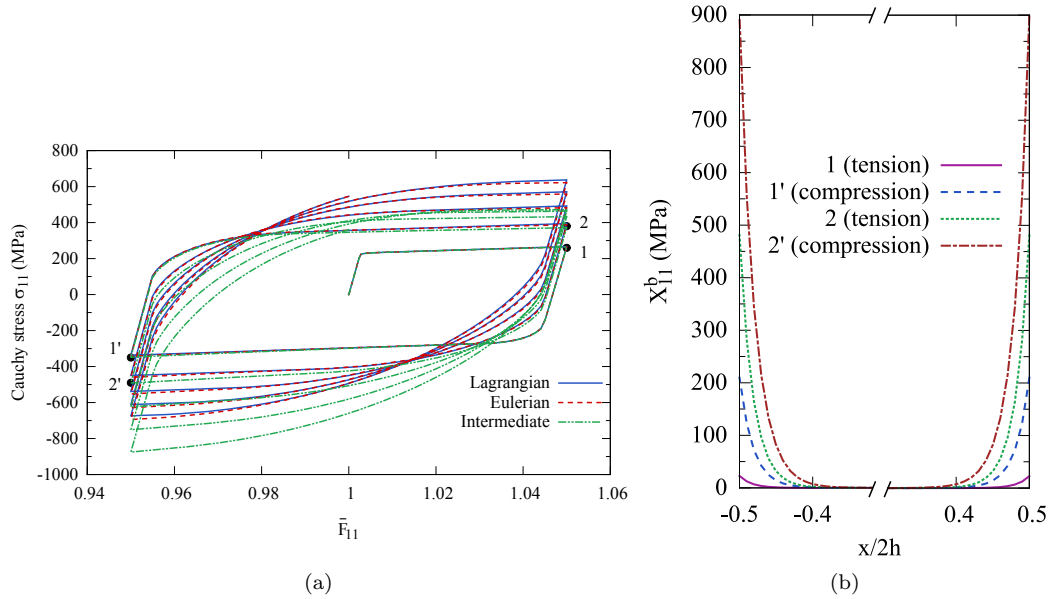 800
600
400
200
0
-200
-400
-600
-800
-1000
Cauchy stress σ11 (MPa)
2
1
1'
2'
Lagrangian
Eulerian
Intermediate
0.94 0.96 0.98 1 1.02 1.04 1.06
F̄11
(a)
900
800
700
600
500
400
300
200
100
0
X^b_11 (MPa)
1 (tension)
1' (compression)
2 (tension)
2' (compression)
-0.5 -0.4 0.4 0.5
x/2h
(b)